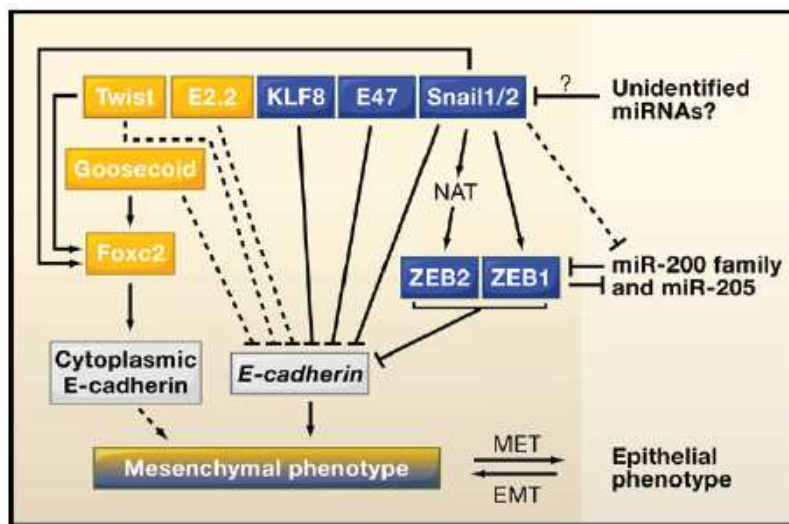 Twist E2.2 KLF8 E47 Snail1/2
?
Unidentified
miRNAs?
Goosecoid
NAT
Foxc2
ZEB2 ZEB1
miR-200 family
and miR-205
Cytoplasmic
E-cadherin
E-cadherin
Mesenchymal phenotype
MET
EMT
Epithelial
phenotype